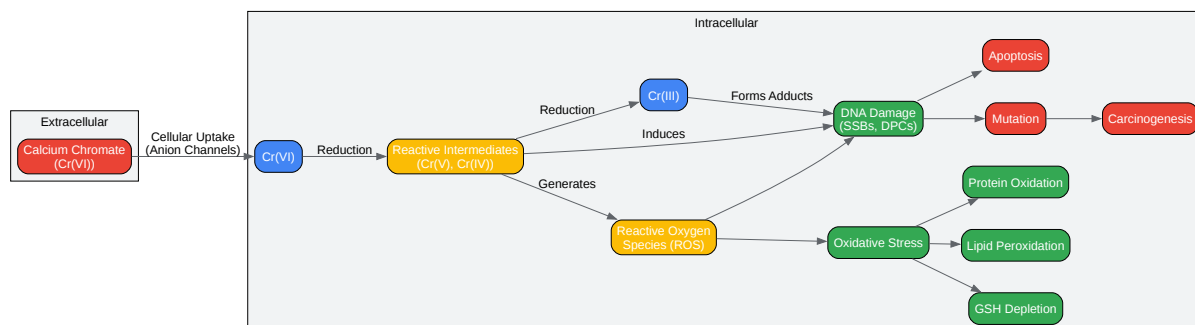 Intracellular
Extracellular
Calcium Chromate
(Cr(VI))
Cellular Uptake
(Anion Channels)
Cr(VI)
Reduction
Reactive Intermediates
(Cr(V), Cr(IV))
Reduction
Cr(III)
Forms Adducts
Induces
Generates
Reactive Oxygen
Species (ROS)
DNA Damage
(SSBs, DPCs)
Apoptosis
Mutation
Carcinogenesis
Oxidative Stress
Protein Oxidation
Lipid Peroxidation
GSH Depletion